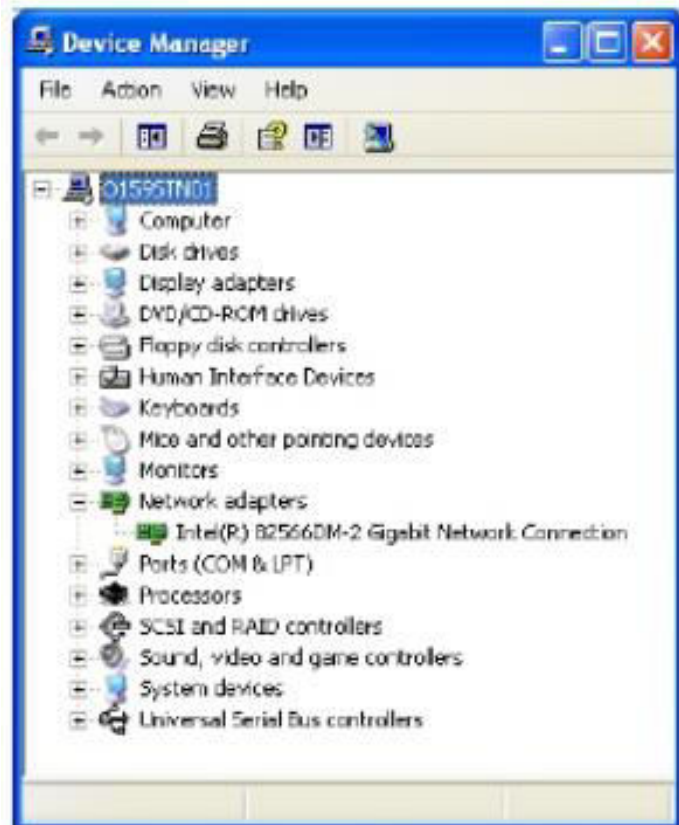 Device Manager
File Action View Help
O1595TN01
Computer
Disk drives
Display adapters
DVD/CD-ROM drives
Floppy disk controllers
Human Interface Devices
Keyboards
Mice and other pointing devices
Monitors
Network adapters
Intel(R) 82566DM-2 Gigabit Network Connection
Ports (COM & LPT)
Processors
SCSI and RAID controllers
Sound, video and game controllers
System devices
Universal Serial Bus controllers